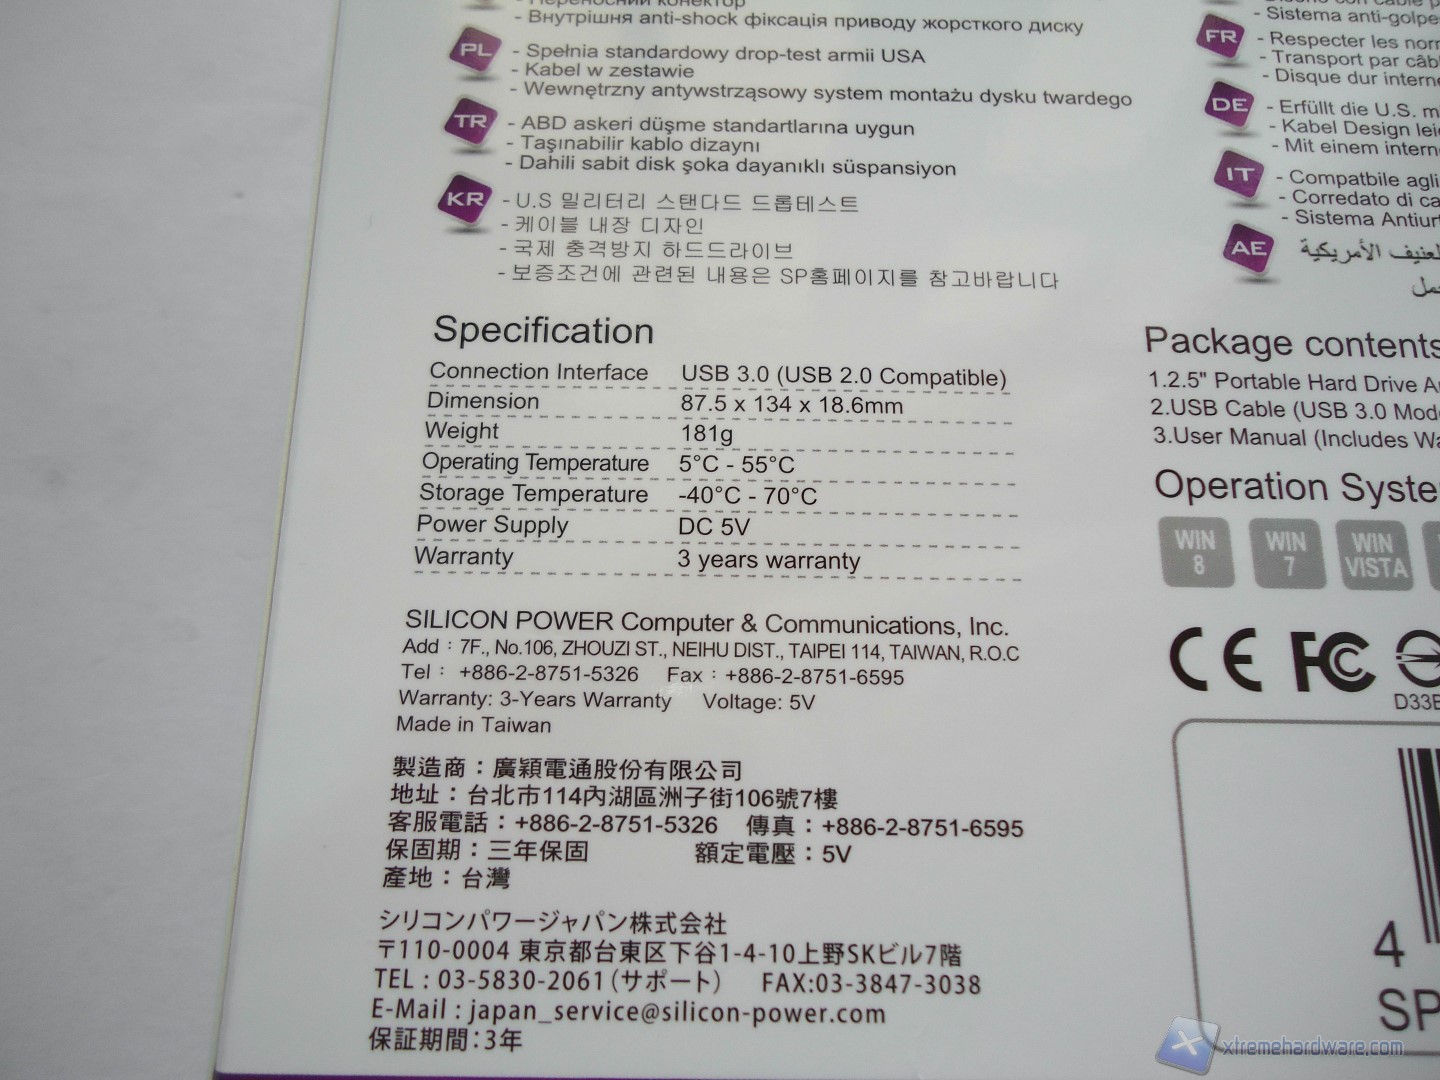 - Внутрішня anti-shock фіксація приводу жорсткого диску
PL
- Spełnia standardowy drop-test armii USA
- Kabel w zestawie
- Wewnętrzny antywstrząsowy system montażu dysku twardego
TR
- ABD askeri düşme standartlarına uygun
- Taşınabilir kablo dizaynı
- Dahili sabit disk şoka dayanıklı süspansiyon
KR
- U.S 밀리터리 스탠다드 드롭테스트
- 케이블 내장 디자인
- 국제 충격방지 하드드라이브
- 보증조건에 관련된 내용은 SP홈페이지를 참고바랍니다
Specification
Connection Interface USB 3.0 (USB 2.0 Compatible)
Dimension 87.5 x 134 x 18.6mm
Weight 181g
Operating Temperature 5°C - 55°C
Storage Temperature -40°C - 70°C
Power Supply DC 5V
Warranty 3 years warranty
SILICON POWER Computer & Communications, Inc.
Add : 7F., No.106, ZHOUZI ST., NEIHU DIST., TAIPEI 114, TAIWAN, R.O.C
Tel : +886-2-8751-5326 Fax : +886-2-8751-6595
Warranty: 3-Years Warranty Voltage: 5V
Made in Taiwan
製造商：廣穎電通股份有限公司
地址：台北市114內湖區洲子街106號7樓
客服電話：+886-2-8751-5326 傳真：+886-2-8751-6595
保固期：三年保固 額定電壓：5V
產地：台灣
シリコンパワージャパン株式会社
〒110-0004 東京都台東区下谷1-4-10上野SKビル7階
TEL : 03-5830-2061（サポート） FAX:03-3847-3038
E-Mail : japan_service@silicon-power.com
保証期間：3年
- Sistema anti-golpe
FR
- Respecter les
- Transport par
- Disque dur
DE
- Erfüllt die U.S.
- Kabel Design
- Mit einem
IT
- Compatbile
- Corredato di
- Sistema
AE
الأمريكية
Package contents
1.2.5" Portable Hard Drive
2.USB Cable (USB 3.0
3.User Manual (Includes
Operation
WIN 8
WIN 7
WIN VISTA
CE FC
D33
4
SP
xtremehardware.com